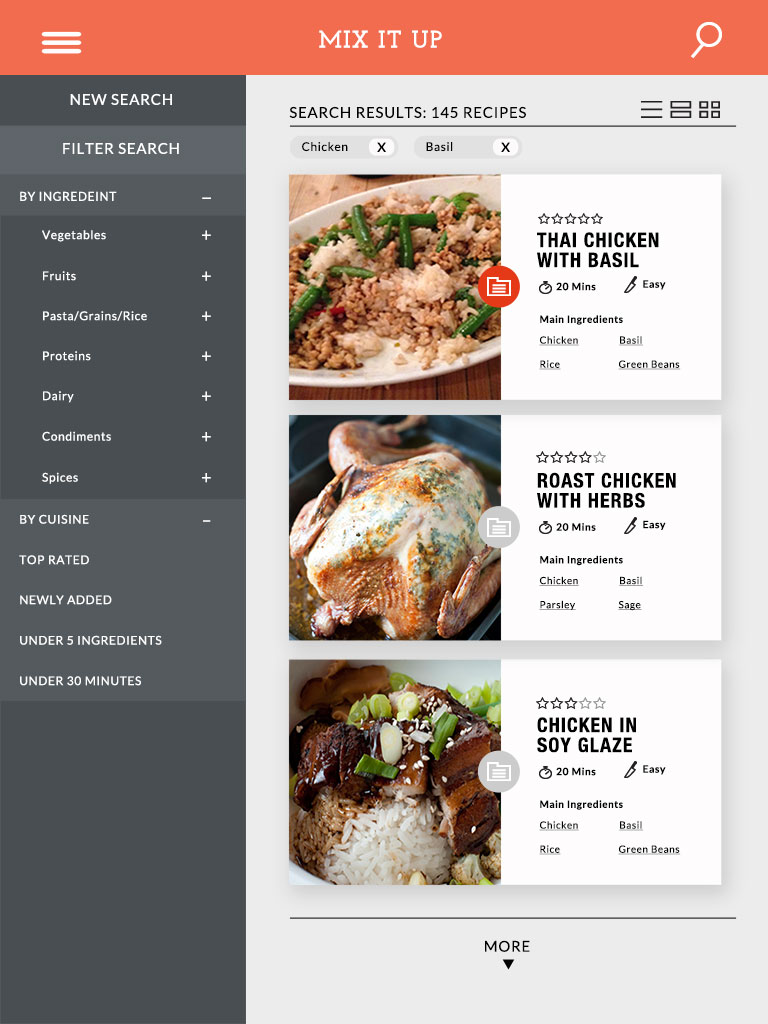 MIX IT UP
NEW SEARCH
FILTER SEARCH
BY INGREDEINT –
Vegetables +
Fruits +
Pasta/Grains/Rice +
Proteins +
Dairy +
Condiments +
Spices +
BY CUISINE –
TOP RATED
NEWLY ADDED
UNDER 5 INGREDIENTS
UNDER 30 MINUTES
SEARCH RESULTS: 145 RECIPES
Chicken X Basil X
THAI CHICKEN
WITH BASIL
20 Mins Easy
Main Ingredients
Chicken Basil
Rice Green Beans
ROAST CHICKEN
WITH HERBS
20 Mins Easy
Main Ingredients
Chicken Basil
Parsley Sage
CHICKEN IN
SOY GLAZE
20 Mins Easy
Main Ingredients
Chicken Basil
Rice Green Beans
MORE